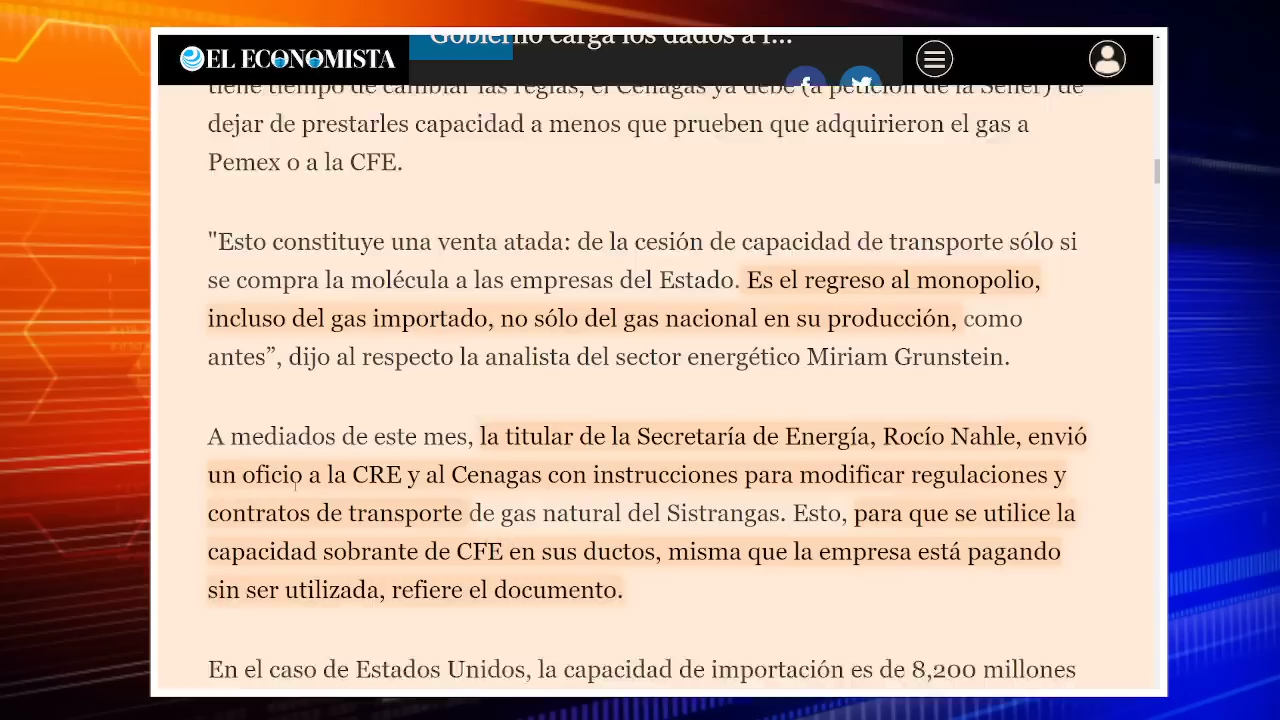 Gobierno carga los dados a f...
EL ECONOMISTA
tiene tiempo de cambiar las reglas, el Cenagas ya debe (a petición de la Sener) de
dejar de prestarles capacidad a menos que prueben que adquirieron el gas a
Pemex o a la CFE.
"Esto constituye una venta atada: de la cesión de capacidad de transporte sólo si
se compra la molécula a las empresas del Estado. Es el regreso al monopolio,
incluso del gas importado, no sólo del gas nacional en su producción, como
antes”, dijo al respecto la analista del sector energético Miriam Grunstein.
A mediados de este mes, la titular de la Secretaría de Energía, Rocío Nahle, envió
un oficio a la CRE y al Cenagas con instrucciones para modificar regulaciones y
contratos de transporte de gas natural del Sistrangas. Esto, para que se utilice la
capacidad sobrante de CFE en sus ductos, misma que la empresa está pagando
sin ser utilizada, refiere el documento.
En el caso de Estados Unidos, la capacidad de importación es de 8,200 millones